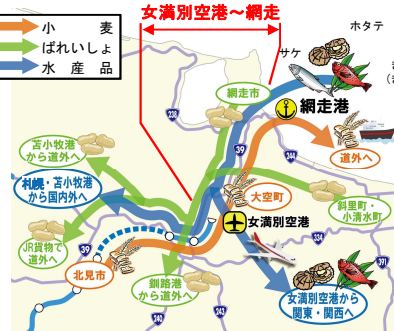 女満別空港～網走
小麦
ばれいしょ
水産品
ホタテ
サケ
き
(き
網走市
網走港
238
39
244
道外へ
苫小牧港
から道外へ
札幌・苫小牧港
から国内外へ
大空町
斜里町・
小清水町
女満別空港
334
391
JR貨物で
道外へ
39
北見市
釧路港
から道外へ
240
243
女満別空港から
関東・関西へ